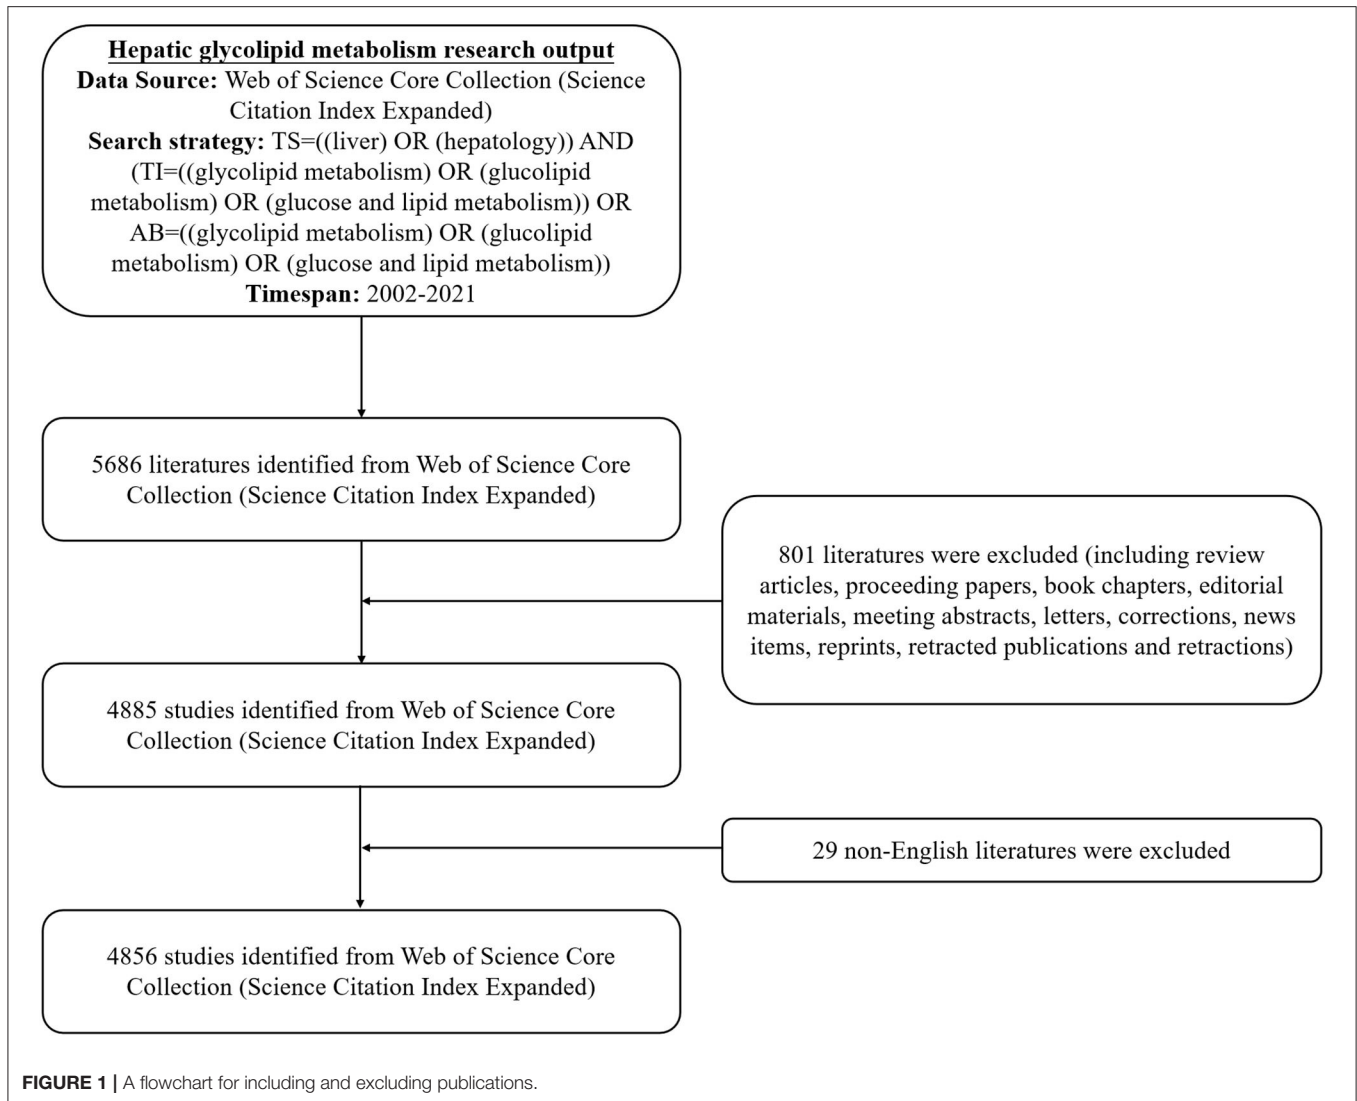 Hepatic glycolipid metabolism research output
Data Source: Web of Science Core Collection (Science
Citation Index Expanded)
Search strategy: TS=((liver) OR (hepatology)) AND
(TI=((glycolipid metabolism) OR (glucolipid
metabolism) OR (glucose and lipid metabolism)) OR
AB=((glycolipid metabolism) OR (glucolipid
metabolism) OR (glucose and lipid metabolism))
Timespan: 2002-2021
5686 literatures identified from Web of Science Core
Collection (Science Citation Index Expanded)
801 literatures were excluded (including review
articles, proceeding papers, book chapters, editorial
materials, meeting abstracts, letters, corrections, news
items, reprints, retracted publications and retractions)
4885 studies identified from Web of Science Core
Collection (Science Citation Index Expanded)
29 non-English literatures were excluded
4856 studies identified from Web of Science Core
Collection (Science Citation Index Expanded)
FIGURE 1 | A flowchart for including and excluding publications.